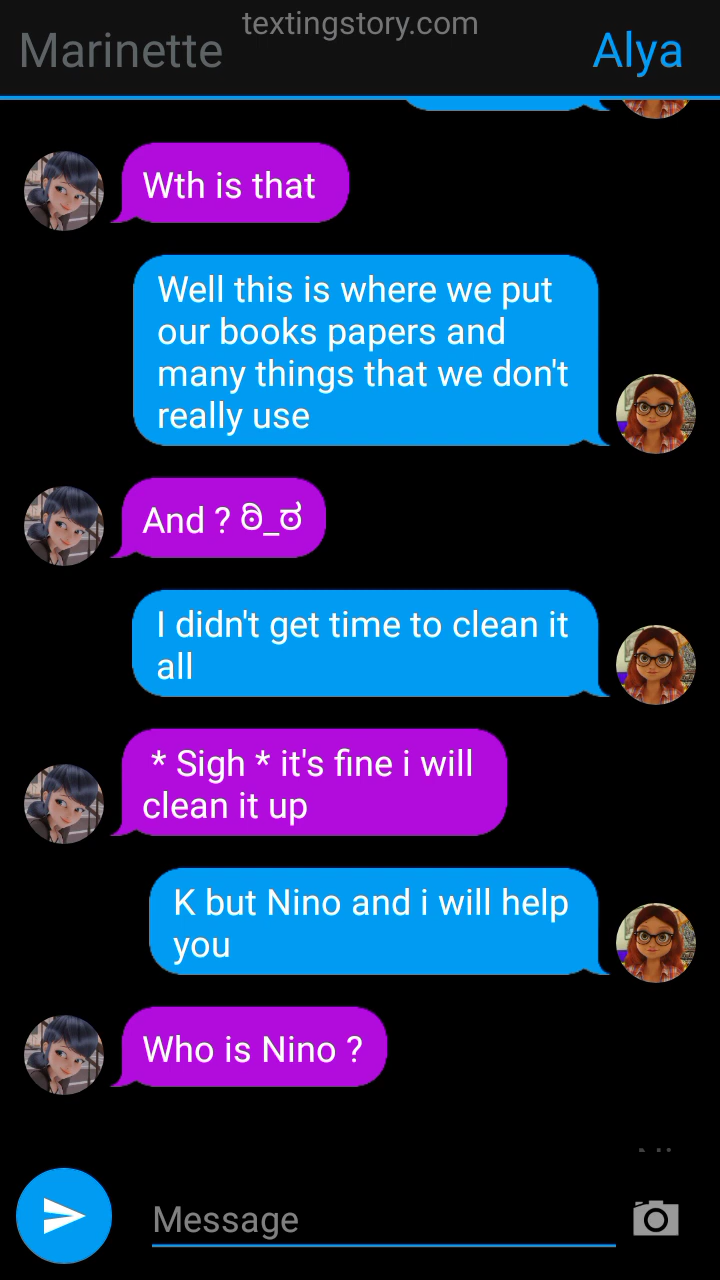 textingstory.com
Marinette
Alya
Wth is that
Well this is where we put
our books papers and
many things that we don't
really use
And ? ಠಿ_ಠ
I didn't get time to clean it
all
* Sigh * it's fine i will
clean it up
K but Nino and i will help
you
Who is Nino ?
Message